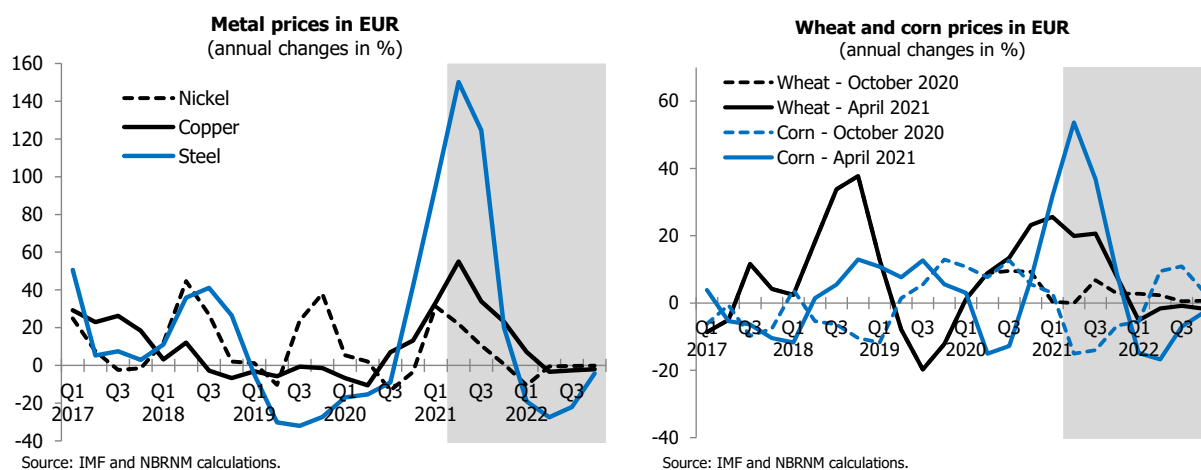 Metal prices in EUR
(annual changes in %)
160
140
120
100
80
60
40
20
0
-20
-40
Nickel
Copper
Steel
Q1 Q3 Q1 Q3 Q1 Q3 Q1 Q3 Q1 Q3 Q1 Q3
2017 2018 2019 2020 2021 2022
Source: IMF and NBRNM calculations.
Wheat and corn prices in EUR
(annual changes in %)
60
40
20
0
-20
-40
Wheat - October 2020
Wheat - April 2021
Corn - October 2020
Corn - April 2021
Q1 Q3 Q1 Q3 Q1 Q3 Q1 Q3 Q1 Q3 Q1 Q3
2017 2018 2019 2020 2021 2022
Source: IMF and NBRNM calculations.